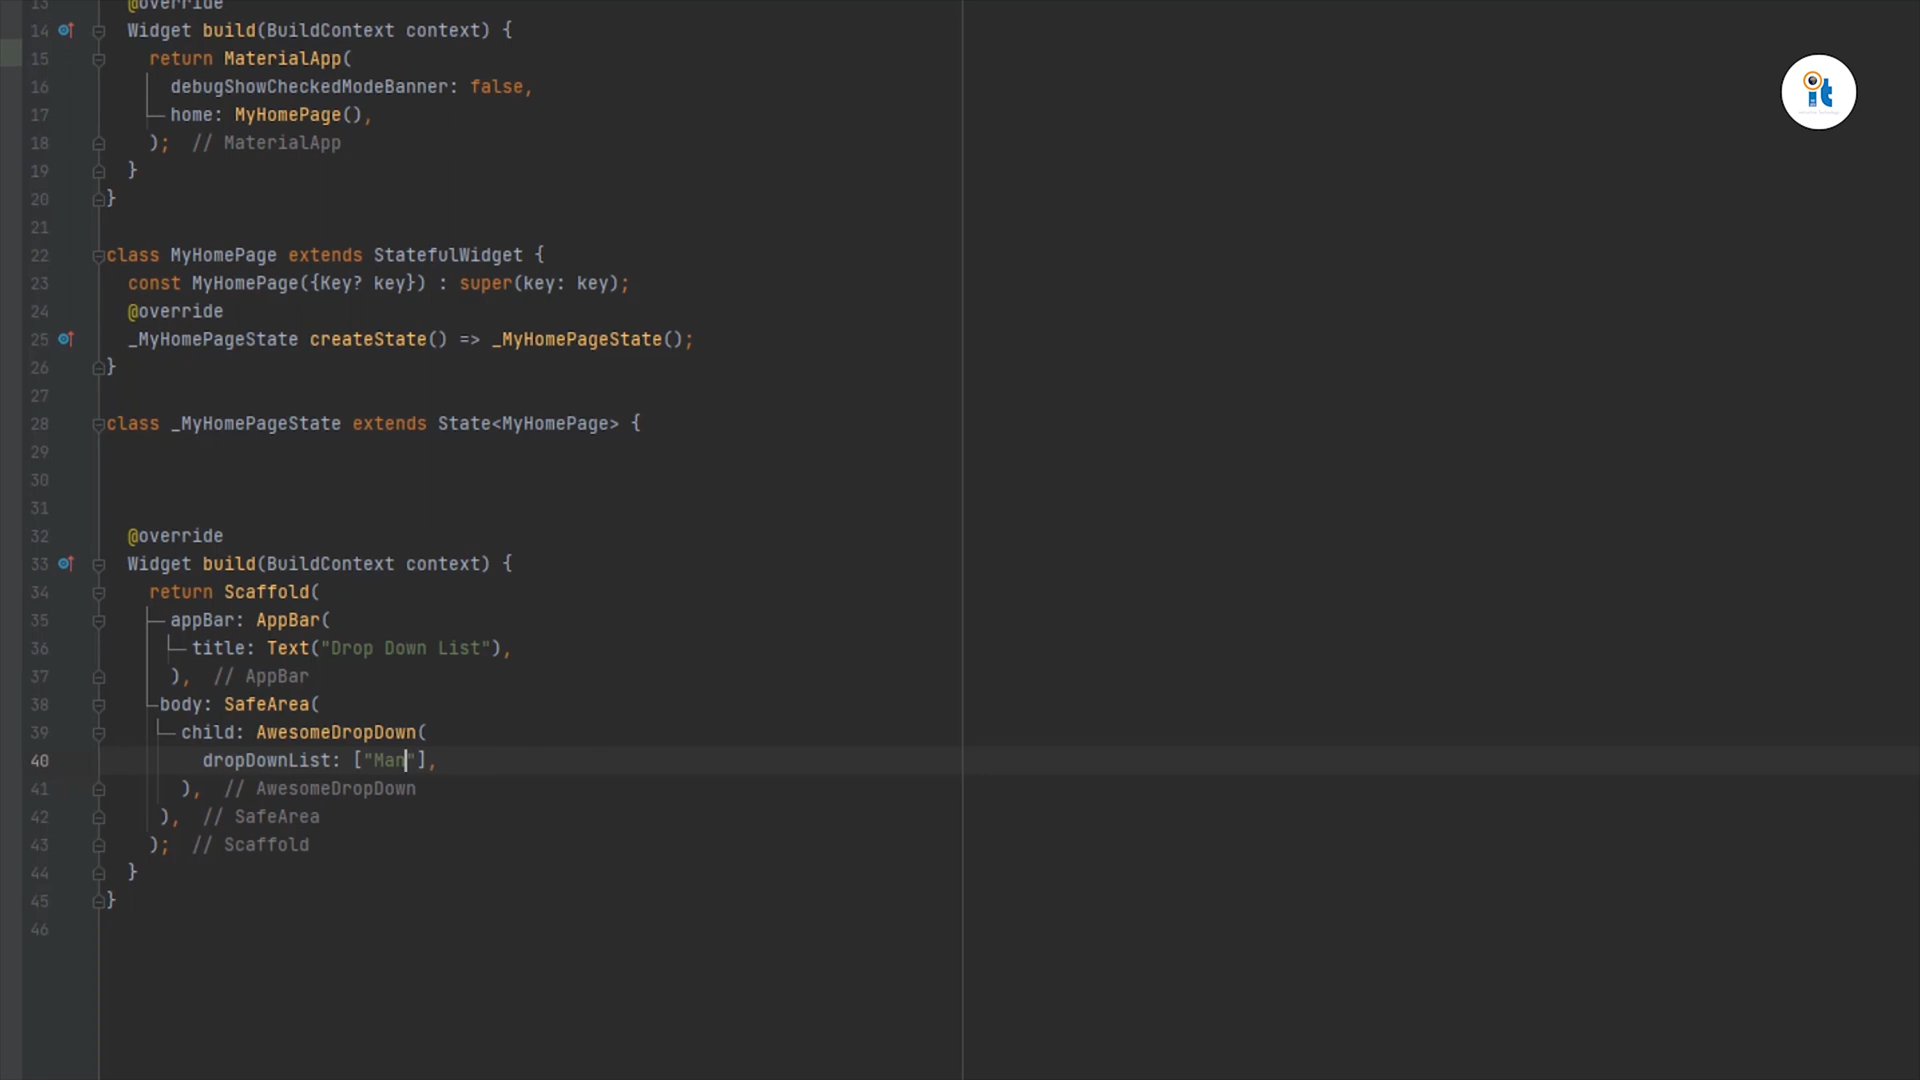 13 @override
14 Widget build(BuildContext context) {
15 return MaterialApp(
16 debugShowCheckedModeBanner: false,
17 home: MyHomePage(),
18 ); // MaterialApp
19 }
20 }
21
22 class MyHomePage extends StatefulWidget {
23 const MyHomePage({Key? key}) : super(key: key);
24 @override
25 _MyHomePageState createState() => _MyHomePageState();
26 }
27
28 class _MyHomePageState extends State<MyHomePage> {
29
30
31
32 @override
33 Widget build(BuildContext context) {
34 return Scaffold(
35 appBar: AppBar(
36 title: Text("Drop Down List"),
37 ), // AppBar
38 body: SafeArea(
39 child: AwesomeDropDown(
40 dropDownList: ["Man"],
41 ), // AwesomeDropDown
42 ), // SafeArea
43 ); // Scaffold
44 }
45 }
46
it